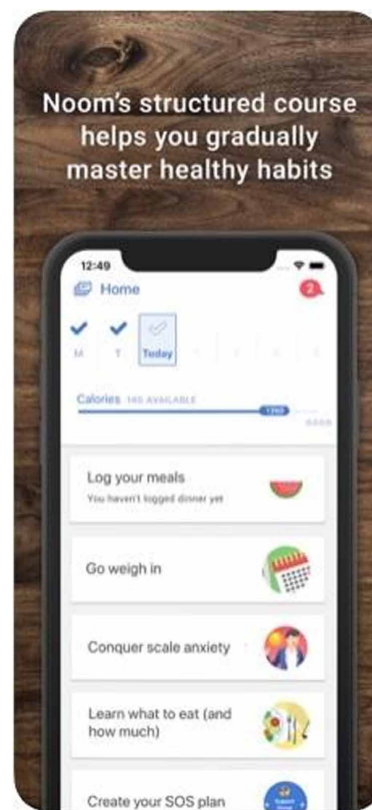 Noom's structured course
helps you gradually
master healthy habits
12:49
Home
2
M T Today
Calories 140 AVAILABLE
Log your meals
You haven't logged dinner yet
Go weigh in
Conquer scale anxiety
Learn what to eat (and
how much)
Create your SOS plan